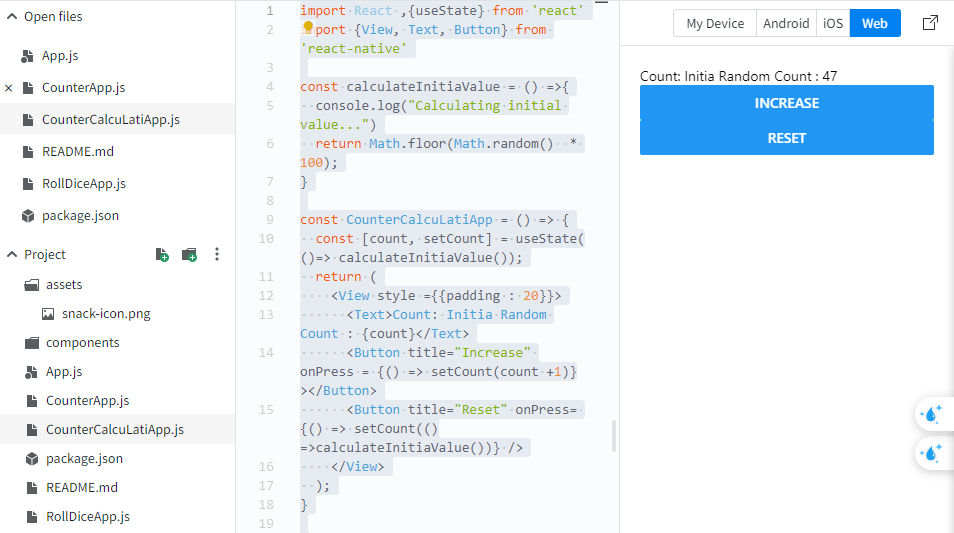 Open files
App.js
CounterApp.js
CounterCalcuLatiApp.js
README.md
RollDiceApp.js
package.json
Project
assets
snack-icon.png
components
App.js
CounterApp.js
CounterCalcuLatiApp.js
package.json
README.md
RollDiceApp.js
1 import React ,{useState} from 'react'
2 import {View, Text, Button} from
'react-native'
3
4 const calculateInitiaValue = () =>{
5 console.log("Calculating initial
value...")
6 return Math.floor(Math.random() *
100);
7 }
8
9 const CounterCalcuLatiApp = () => {
10 const [count, setCount] = useState(
()=> calculateInitiaValue());
11 return (
12 <View style ={{padding : 20}}>
13 <Text>Count: Initia Random
Count : {count}</Text>
14 <Button title="Increase"
onPress = {() => setCount(count +1)}
></Button>
15 <Button title="Reset" onPress=
{() => setCount(()
=>calculateInitiaValue())} />
16 </View>
17 );
18 }
19
My Device Android iOS Web
Count: Initia Random Count : 47
INCREASE
RESET